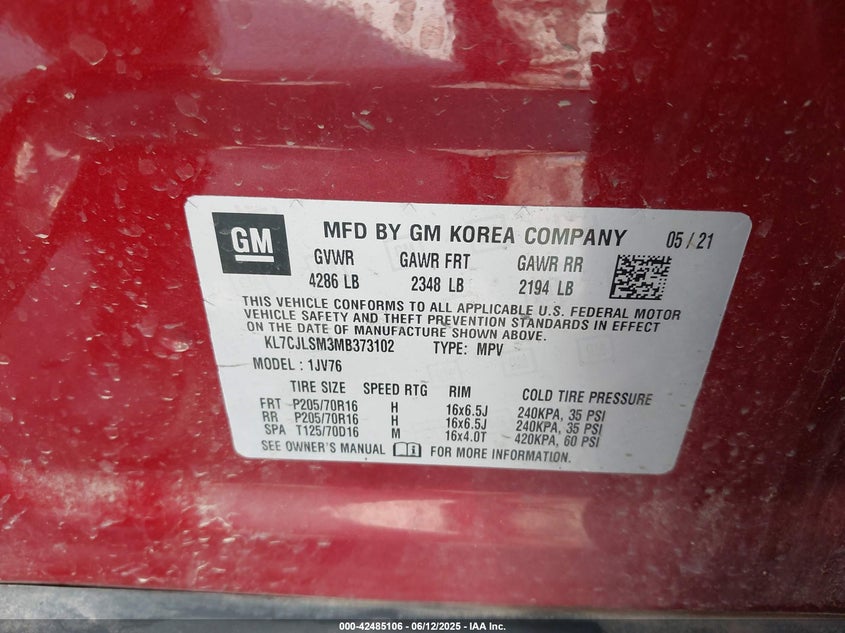 GM
MFD BY GM KOREA COMPANY 05/21
GVWR GAWR FRT GAWR RR
4286 LB 2348 LB 2194 LB
THIS VEHICLE CONFORMS TO ALL APPLICABLE U.S. FEDERAL MOTOR
VEHICLE SAFETY AND THEFT PREVENTION STANDARDS IN EFFECT
ON THE DATE OF MANUFACTURE SHOWN ABOVE.
KL7CJLSM3MB373102 TYPE: MPV
MODEL : 1JV76
TIRE SIZE SPEED RTG RIM COLD TIRE PRESSURE
FRT P205/70R16 H 16x6.5J 240KPA, 35 PSI
RR P205/70R16 H 16x6.5J 240KPA, 35 PSI
SPA T125/70D16 M 16x4.0T 420KPA, 60 PSI
SEE OWNER'S MANUAL FOR MORE INFORMATION.
000-42485106 - 06/12/2025 - IAA Inc.